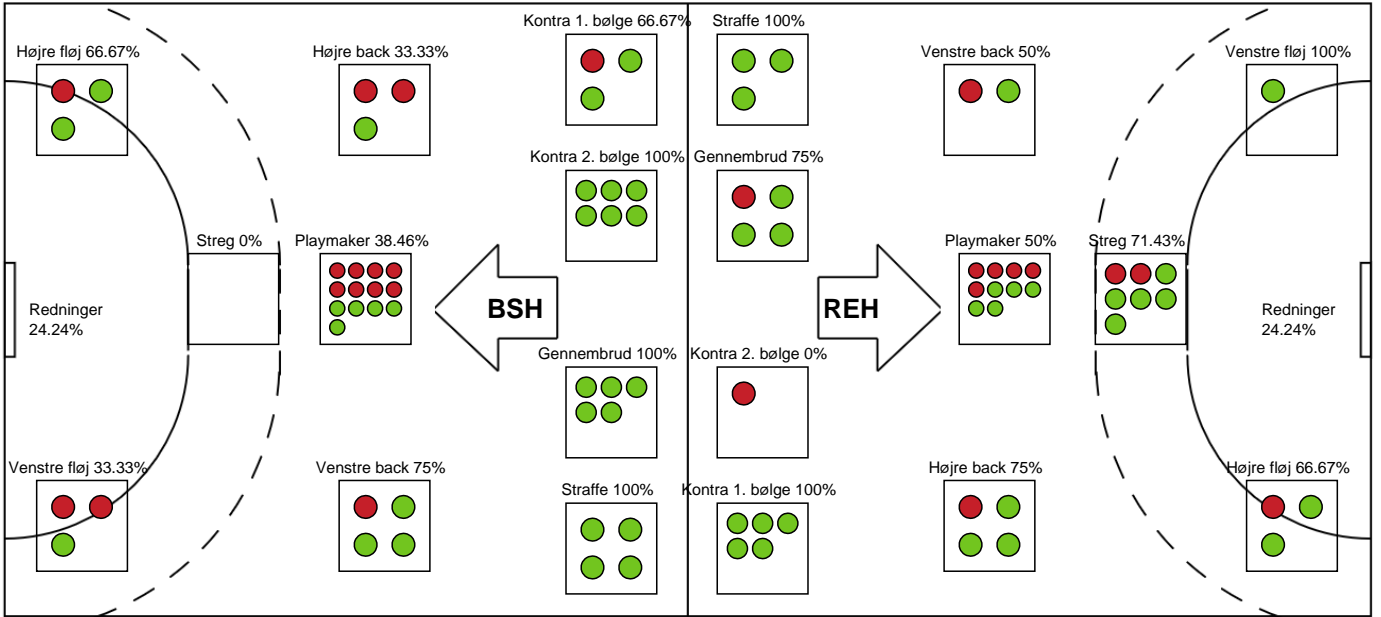 Kontra 1. bølge 66.67%
Straffe 100%
Højre fløj 66.67%
Højre back 33.33%
Venstre back 50%
Venstre fløj 100%
Kontra 2. bølge 100%
Gennembrud 75%
Streg 0%
Playmaker 38.46%
Playmaker 50%
Streg 71.43%
Redninger
24.24%
BSH
REH
Redninger
24.24%
Gennembrud 100%
Kontra 2. bølge 0%
Venstre fløj 33.33%
Venstre back 75%
Højre back 75%
Højre fløj 66.67%
Straffe 100%
Kontra 1. bølge 100%